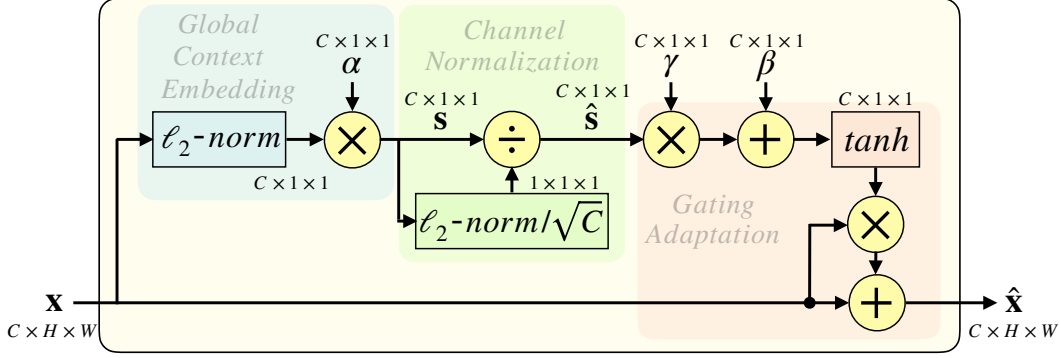 Global
Context
Embedding
C × 1 × 1
α
ℓ₂-norm
×
C × 1 × 1
Channel
Normalization
C × 1 × 1
s
÷
C × 1 × 1
ŝ
1 × 1 × 1
ℓ₂-norm/√C
C × 1 × 1
γ
C × 1 × 1
β
×
+
C × 1 × 1
tanh
Gating
Adaptation
×
+
x
C × H × W
x̂
C × H × W